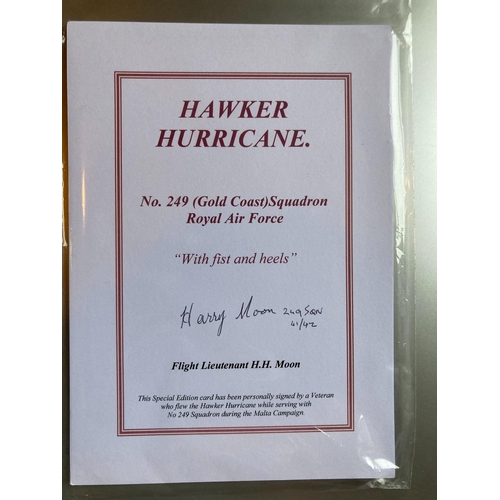 HAWKER
HURRICANE.
No. 249 (Gold Coast)Squadron
Royal Air Force
"With fist and heels"
Harry Moon 249 SQN
41/42
Flight Lieutenant H.H. Moon
This Special Edition card has been personally signed by a Veteran
who flew the Hawker Hurricane while serving with
No 249 Squadron during the Malta Campaign.